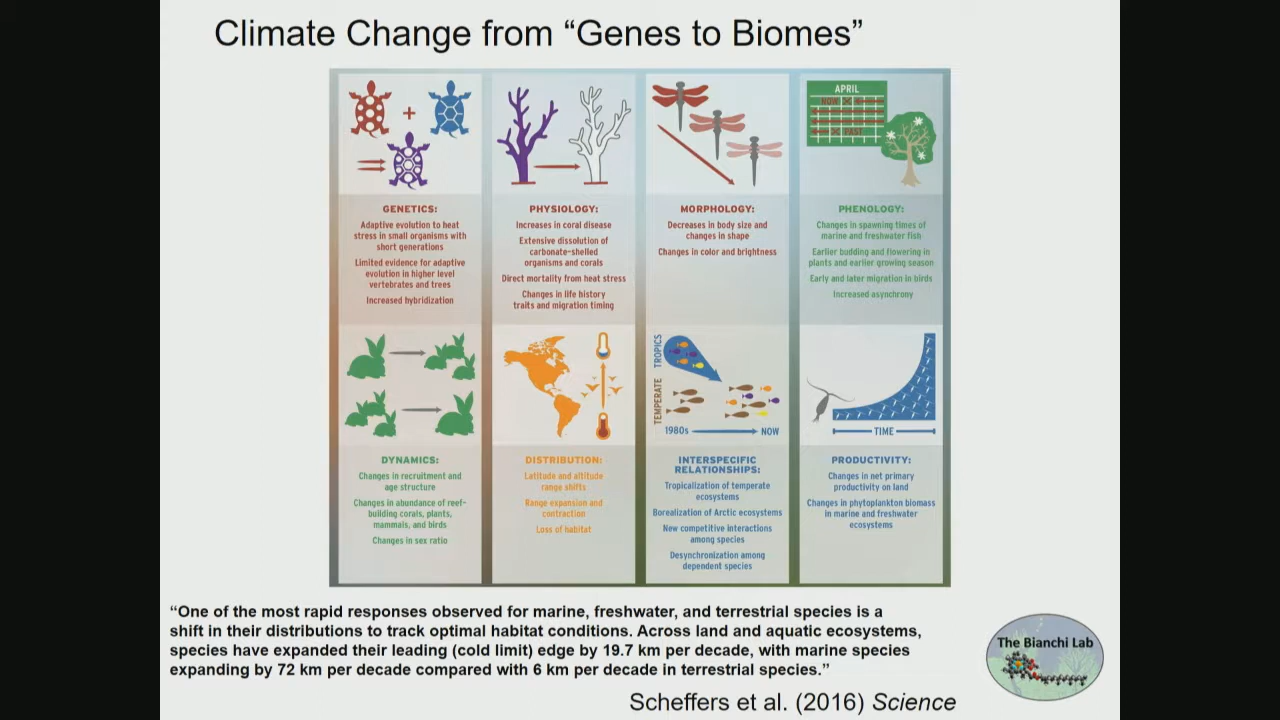 Climate Change from “Genes to Biomes”
GENETICS:
Adaptive evolution to heat
stress in small organisms with
short generations
Limited evidence for adaptive
evolution in higher level
vertebrates and trees
Increased hybridization
PHYSIOLOGY:
Increases in coral disease
Extensive dissolution of
carbonate-shelled
organisms and corals
Direct mortality from heat stress
Changes in life history
traits and migration timing
MORPHOLOGY:
Decreases in body size and
changes in shape
Changes in color and brightness
APRIL
NOW
PAST
PHENOLOGY:
Changes in spawning times of
marine and freshwater fish
Earlier budding and flowering in
plants and earlier growing season
Early and later migration in birds
Increased asynchrony
DYNAMICS:
Changes in recruitment and
age structure
Changes in abundance of reef-
building corals, plants,
mammals, and birds
Changes in sex ratio
DISTRIBUTION:
Latitude and altitude
range shifts
Range expansion and
contraction
Loss of habitat
TROPICS
TEMPERATE
1980s NOW
INTERSPECIFIC
RELATIONSHIPS:
Tropicalization of temperate
ecosystems
Borealization of Arctic ecosystems
New competitive interactions
among species
Desynchronization among
dependent species
TIME
PRODUCTIVITY:
Changes in net primary
productivity on land
Changes in phytoplankton biomass
in marine and freshwater
ecosystems
“One of the most rapid responses observed for marine, freshwater, and terrestrial species is a
shift in their distributions to track optimal habitat conditions. Across land and aquatic ecosystems,
species have expanded their leading (cold limit) edge by 19.7 km per decade, with marine species
expanding by 72 km per decade compared with 6 km per decade in terrestrial species.”
The Bianchi Lab
Scheffers et al. (2016) Science